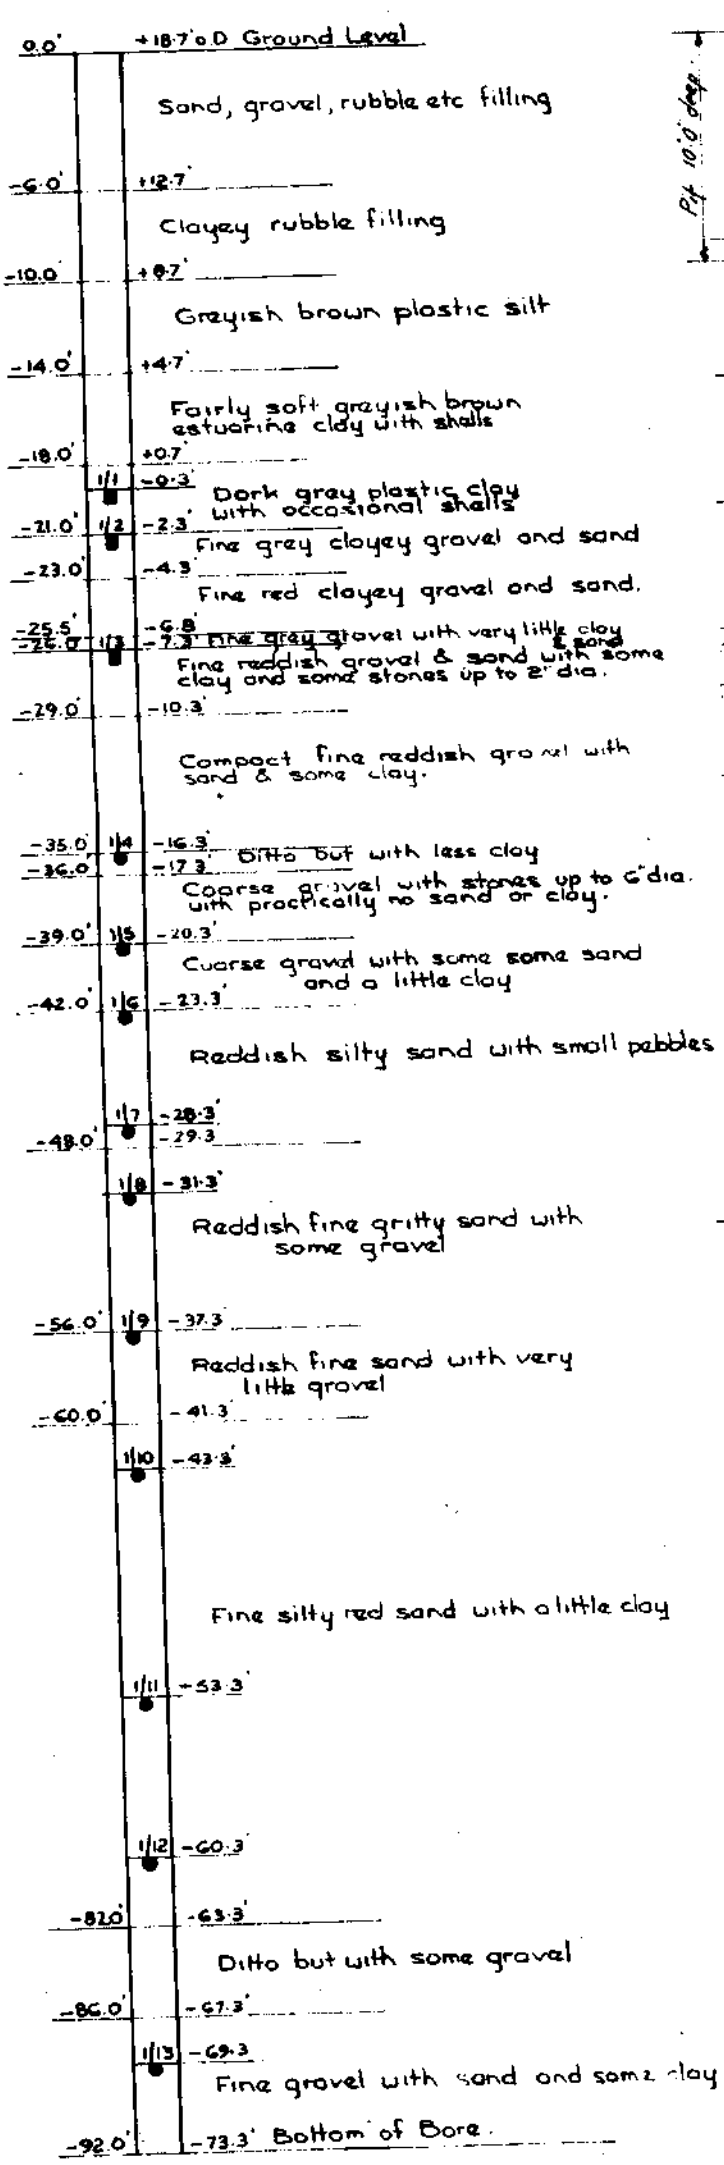 0.0' +18.7' O.D Ground Level
Sand, gravel, rubble etc filling
Pit 10'0" deep.
-6.0' +12.7'
Clayey rubble filling
-10.0' +8.7'
Greyish brown plastic silt
-14.0' +4.7'
Fairly soft greyish brown
estuarine clay with shells
-18.0' +0.7'
1/1 -0.3'
Dark grey plastic clay
with occasional shells
-21.0' 1/2 -2.3'
Fine grey clayey gravel and sand
-23.0' -4.3'
Fine red clayey gravel and sand.
-25.5' -6.8'
Fine grey gravel with very little clay
& sand
-26.0' 1/3 -7.3'
Fine reddish gravel & sand with some
clay and some stones up to 2" dia.
-29.0' -10.3'
Compact fine reddish gravel with
sand & some clay.
-35.0' 1/4 -16.3'
Ditto but with less clay
-36.0' -17.3'
Coarse gravel with stones up to 6" dia.
with practically no sand or clay.
-39.0' 1/5 -20.3'
Coarse gravel with some some sand
and a little clay
-42.0' 1/6 -23.3'
Reddish silty sand with small pebbles
1/7 -28.3'
-48.0' -29.3
1/8 -31.3'
Reddish fine gritty sand with
some gravel
-56.0' 1/9 -37.3
Reddish fine sand with very
little gravel
-60.0' -41.3'
1/10 -43.3'
Fine silty red sand with a little clay
1/11 -53.3'
1/12 -60.3'
-82.0' -63.3'
Ditto but with some gravel
-86.0' -67.3'
1/13 -69.3
Fine gravel with sand and some clay
-92.0' -73.3' Bottom of Bore.